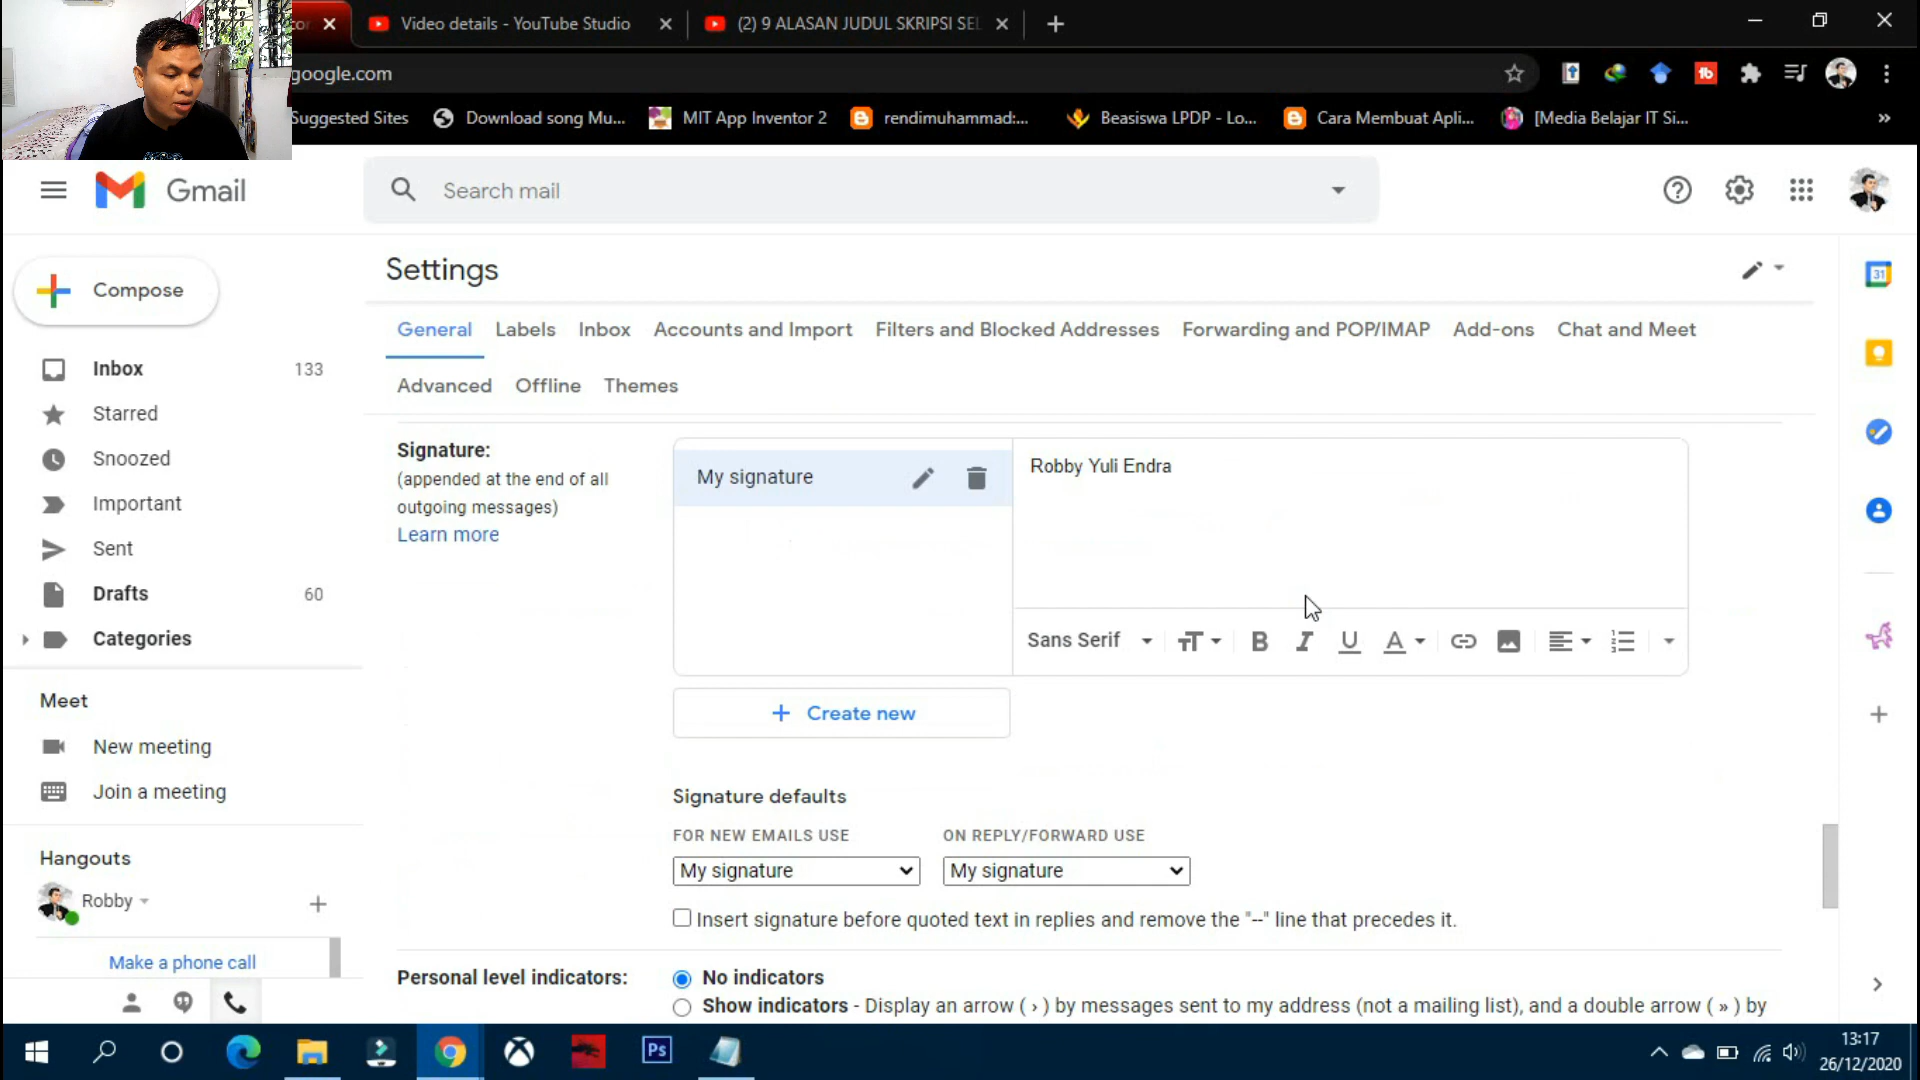 Video details - YouTube Studio
(2) 9 ALASAN JUDUL SKRIPSI SEL
google.com
Suggested Sites
Download song Mu...
MIT App Inventor 2
rendimuhammad:...
Beasiswa LPDP - Lo...
Cara Membuat Apli...
[Media Belajar IT Si...
Gmail
Search mail
Compose
Settings
General
Labels
Inbox
Accounts and Import
Filters and Blocked Addresses
Forwarding and POP/IMAP
Add-ons
Chat and Meet
Advanced
Offline
Themes
Inbox 133
Starred
Snoozed
Important
Sent
Drafts 60
Categories
Meet
New meeting
Join a meeting
Hangouts
Robby
Make a phone call
Signature:
(appended at the end of all
outgoing messages)
Learn more
My signature
Robby Yuli Endra
Sans Serif
Create new
Signature defaults
FOR NEW EMAILS USE
ON REPLY/FORWARD USE
My signature
My signature
Insert signature before quoted text in replies and remove the "--" line that precedes it.
Personal level indicators:
No indicators
Show indicators - Display an arrow ( › ) by messages sent to my address (not a mailing list), and a double arrow ( » ) by
31
tb
Ps
13:17
26/12/2020